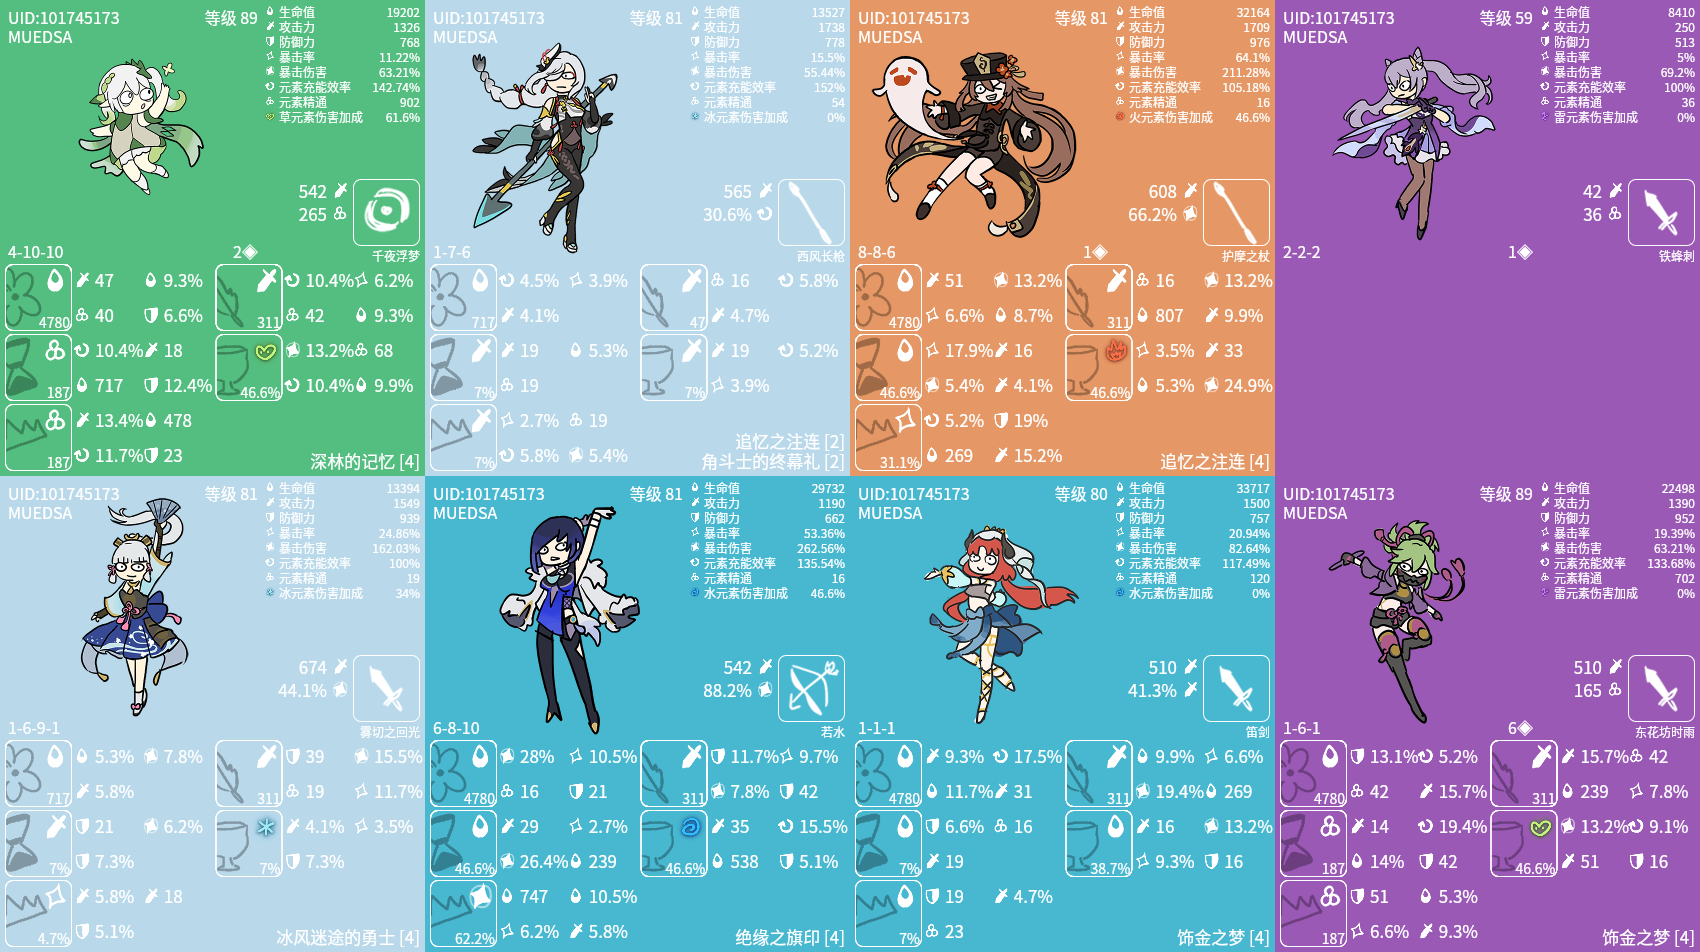 UID:101745173 等级 89
MUEDSA
生命值 19202
攻击力 1326
防御力 768
暴击率 11.22%
暴击伤害 63.21%
元素充能效率 142.74%
元素精通 902
草元素伤害加成 61.6%
542
265
千夜浮梦
4-10-10 2
47 9.3% 10.4% 6.2%
40 6.6% 42 9.3%
4780 311
10.4% 18 13.2% 68
717 12.4% 10.4% 9.9%
187 46.6%
13.4% 478
11.7% 23
187
深林的记忆 [4]
UID:101745173 等级 81
MUEDSA
生命值 13527
攻击力 1738
防御力 778
暴击率 15.5%
暴击伤害 55.44%
元素充能效率 152%
元素精通 54
冰元素伤害加成 0%
565
30.6%
西风长枪
1-7-6
4.5% 3.9% 16 5.8%
4.1% 4.7%
717 47
19 5.3% 19 5.2%
19 3.9%
7% 7%
2.7% 19
追忆之注连 [2]
5.8% 5.4%
7%
角斗士的终幕礼 [2]
UID:101745173 等级 81
MUEDSA
生命值 32164
攻击力 1709
防御力 976
暴击率 64.1%
暴击伤害 211.28%
元素充能效率 105.18%
元素精通 16
火元素伤害加成 46.6%
608
66.2%
护摩之杖
8-8-6 1
51 13.2% 16 13.2%
6.6% 8.7% 807 9.9%
4780 311
17.9% 16 3.5% 33
5.4% 4.1% 5.3% 24.9%
46.6% 46.6%
5.2% 19%
269 15.2%
31.1%
追忆之注连 [4]
UID:101745173 等级 59
MUEDSA
生命值 8410
攻击力 250
防御力 513
暴击率 5%
暴击伤害 69.2%
元素充能效率 100%
元素精通 36
雷元素伤害加成 0%
42
36
铁蜂刺
2-2-2 1
UID:101745173 等级 81
MUEDSA
生命值 13394
攻击力 1549
防御力 939
暴击率 24.86%
暴击伤害 162.03%
元素充能效率 100%
元素精通 19
冰元素伤害加成 34%
674
44.1%
雾切之回光
1-6-9-1
5.3% 7.8% 39 15.5%
5.8% 19 11.7%
717 311
21 6.2% 4.1% 3.5%
7.3% 7.3%
7% 7%
5.8% 18
5.1%
4.7%
冰风迷途的勇士 [4]
UID:101745173 等级 81
MUEDSA
生命值 29732
攻击力 1190
防御力 662
暴击率 53.36%
暴击伤害 262.56%
元素充能效率 135.54%
元素精通 16
水元素伤害加成 46.6%
542
88.2%
若水
6-8-10
28% 10.5% 11.7% 9.7%
16 21 7.8% 42
4780 311
29 2.7% 35 15.5%
26.4% 239 538 5.1%
46.6% 46.6%
747 10.5%
6.2% 5.8%
62.2%
绝缘之旗印 [4]
UID:101745173 等级 80
MUEDSA
生命值 33717
攻击力 1500
防御力 757
暴击率 20.94%
暴击伤害 82.64%
元素充能效率 117.49%
元素精通 120
水元素伤害加成 0%
510
41.3%
笛剑
1-1-1
9.3% 17.5% 9.9% 6.6%
11.7% 31 19.4% 269
4780 311
6.6% 16 16 13.2%
19 9.3% 16
7% 38.7%
19 4.7%
23
7%
饰金之梦 [4]
UID:101745173 等级 89
MUEDSA
生命值 22498
攻击力 1390
防御力 952
暴击率 19.39%
暴击伤害 63.21%
元素充能效率 133.68%
元素精通 702
雷元素伤害加成 0%
510
165
东花坊时雨
1-6-1 6
13.1% 5.2% 15.7% 42
42 15.7% 239 7.8%
4780 311
14 19.4% 13.2% 9.1%
14% 42 51 16
187 46.6%
51 5.3%
6.6% 9.3%
187
饰金之梦 [4]